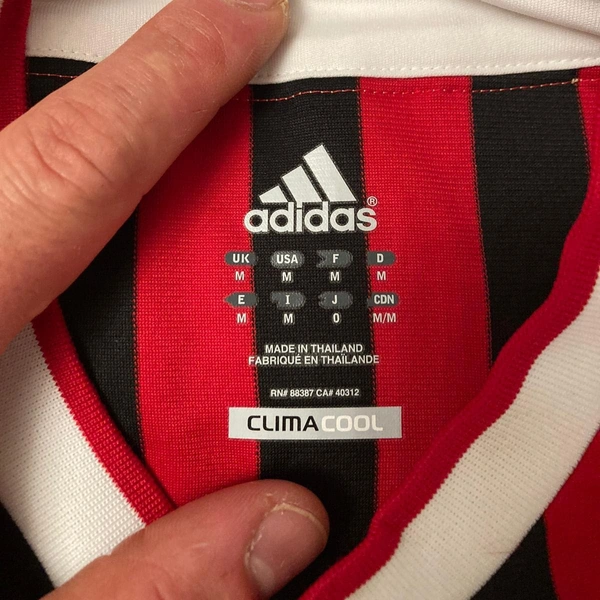 adidas®
UK USA F D
M M M M
E I J CDN
M M O M/M
MADE IN THAILAND
FABRIQUÉ EN THAÏLANDE
RN# 88387 CA# 40312
CLIMACOOL